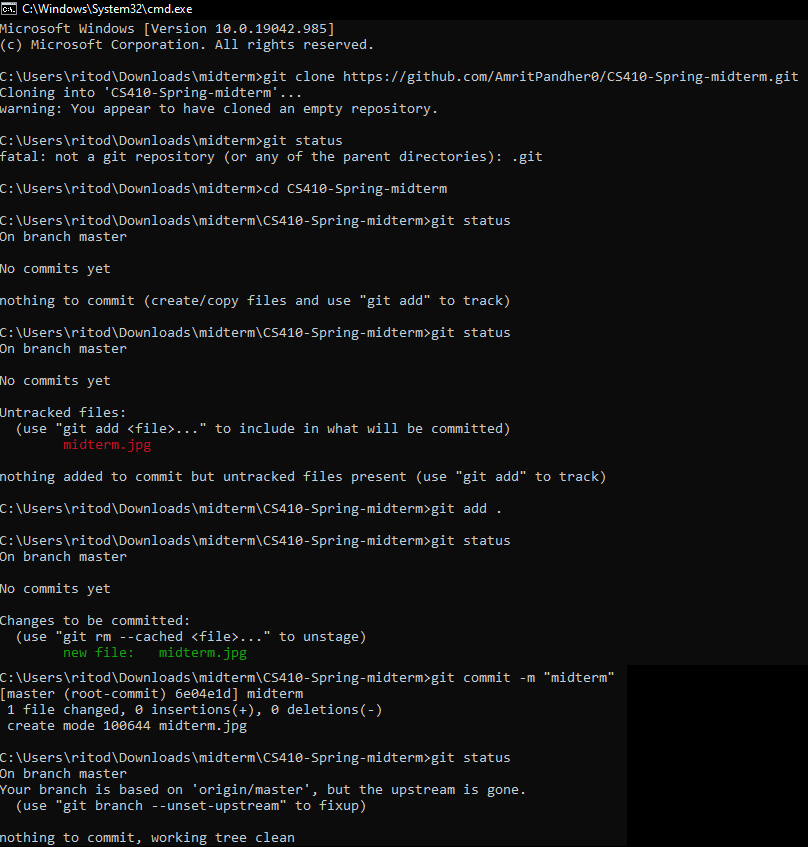 C:\Windows\System32\cmd.exe
Microsoft Windows [Version 10.0.19042.985]
(c) Microsoft Corporation. All rights reserved.
C:\Users\ritod\Downloads\midterm>git clone https://github.com/AmritPandher0/CS410-Spring-midterm.git
Cloning into 'CS410-Spring-midterm'...
warning: You appear to have cloned an empty repository.
C:\Users\ritod\Downloads\midterm>git status
fatal: not a git repository (or any of the parent directories): .git
C:\Users\ritod\Downloads\midterm>cd CS410-Spring-midterm
C:\Users\ritod\Downloads\midterm\CS410-Spring-midterm>git status
On branch master
No commits yet
nothing to commit (create/copy files and use "git add" to track)
C:\Users\ritod\Downloads\midterm\CS410-Spring-midterm>git status
On branch master
No commits yet
Untracked files:
(use "git add <file>..." to include in what will be committed)
midterm.jpg
nothing added to commit but untracked files present (use "git add" to track)
C:\Users\ritod\Downloads\midterm\CS410-Spring-midterm>git add .
C:\Users\ritod\Downloads\midterm\CS410-Spring-midterm>git status
On branch master
No commits yet
Changes to be committed:
(use "git rm --cached <file>..." to unstage)
new file:   midterm.jpg
C:\Users\ritod\Downloads\midterm\CS410-Spring-midterm>git commit -m "midterm"
[master (root-commit) 6e04e1d] midterm
1 file changed, 0 insertions(+), 0 deletions(-)
create mode 100644 midterm.jpg
C:\Users\ritod\Downloads\midterm\CS410-Spring-midterm>git status
On branch master
Your branch is based on 'origin/master', but the upstream is gone.
(use "git branch --unset-upstream" to fixup)
nothing to commit, working tree clean